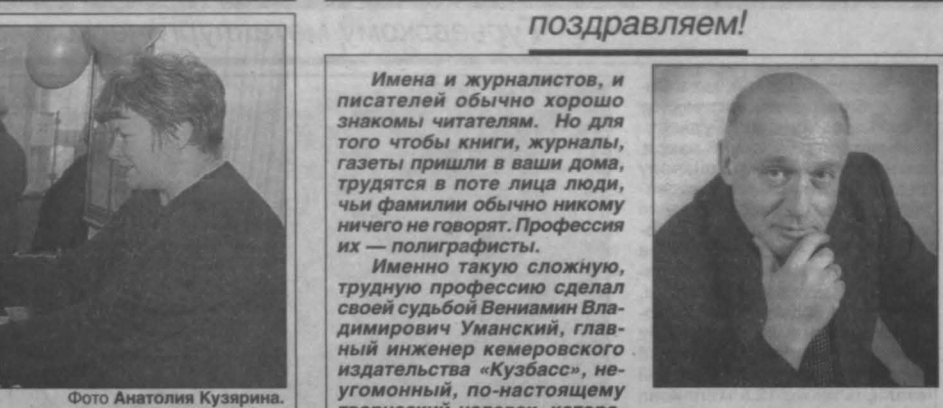 поздравляем!
Имена и журналистов, и
писателей обычно хорошо
знакомы читателям. Но для
того чтобы книги, журналы,
газеты пришли в ваши дома,
трудятся в поте лица люди,
чьи фамилии обычно никому
ничего не говорят. Профессия
их — полиграфисты.
Именно такую сложную,
трудную профессию сделал
своей судьбой Вениамин Вла-
димирович Уманский, глав-
ный инженер кемеровского
издательства «Кузбасс», не-
угомонный, по-настоящему
творческий человек, которо-
Фото Анатолия Кузярина.